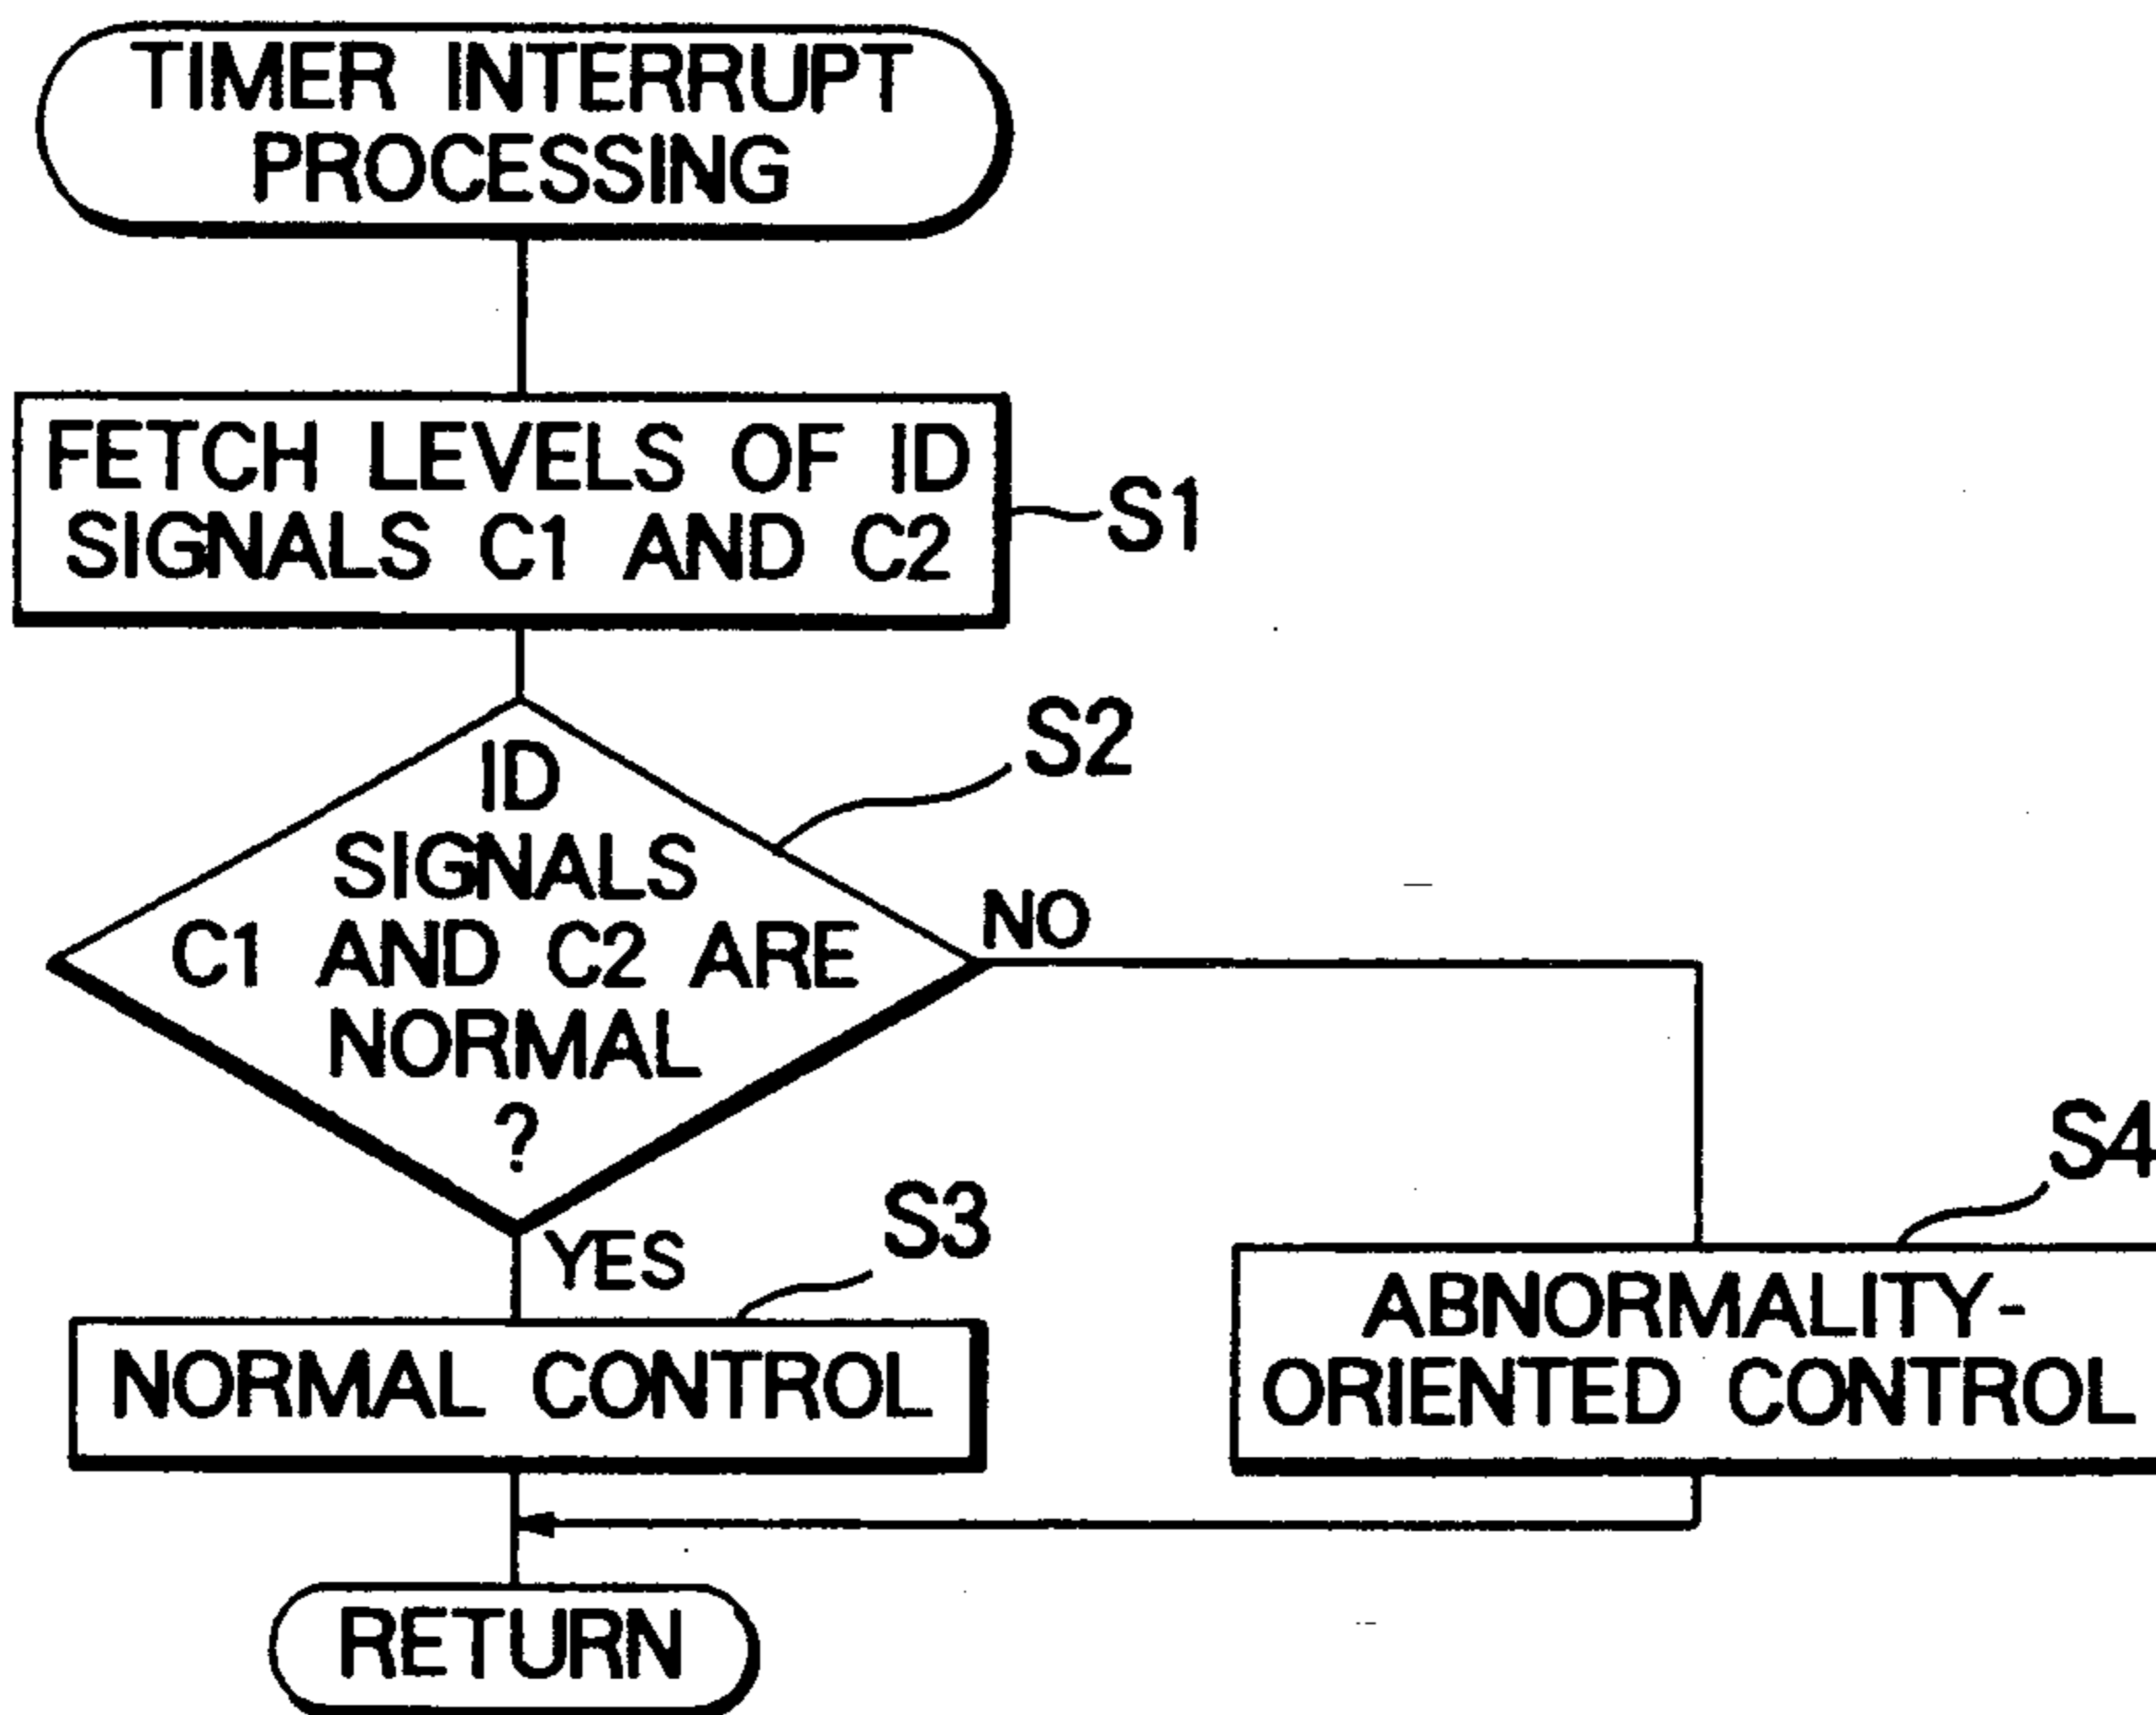 TIMER INTERRUPT
PROCESSING
FETCH LEVELS OF ID
SIGNALS C1 AND C2
S1
S2
ID
SIGNALS
C1 AND C2 ARE
NORMAL
?
NO
YES
S3
NORMAL CONTROL
S4
ABNORMALITY-
ORIENTED CONTROL
RETURN